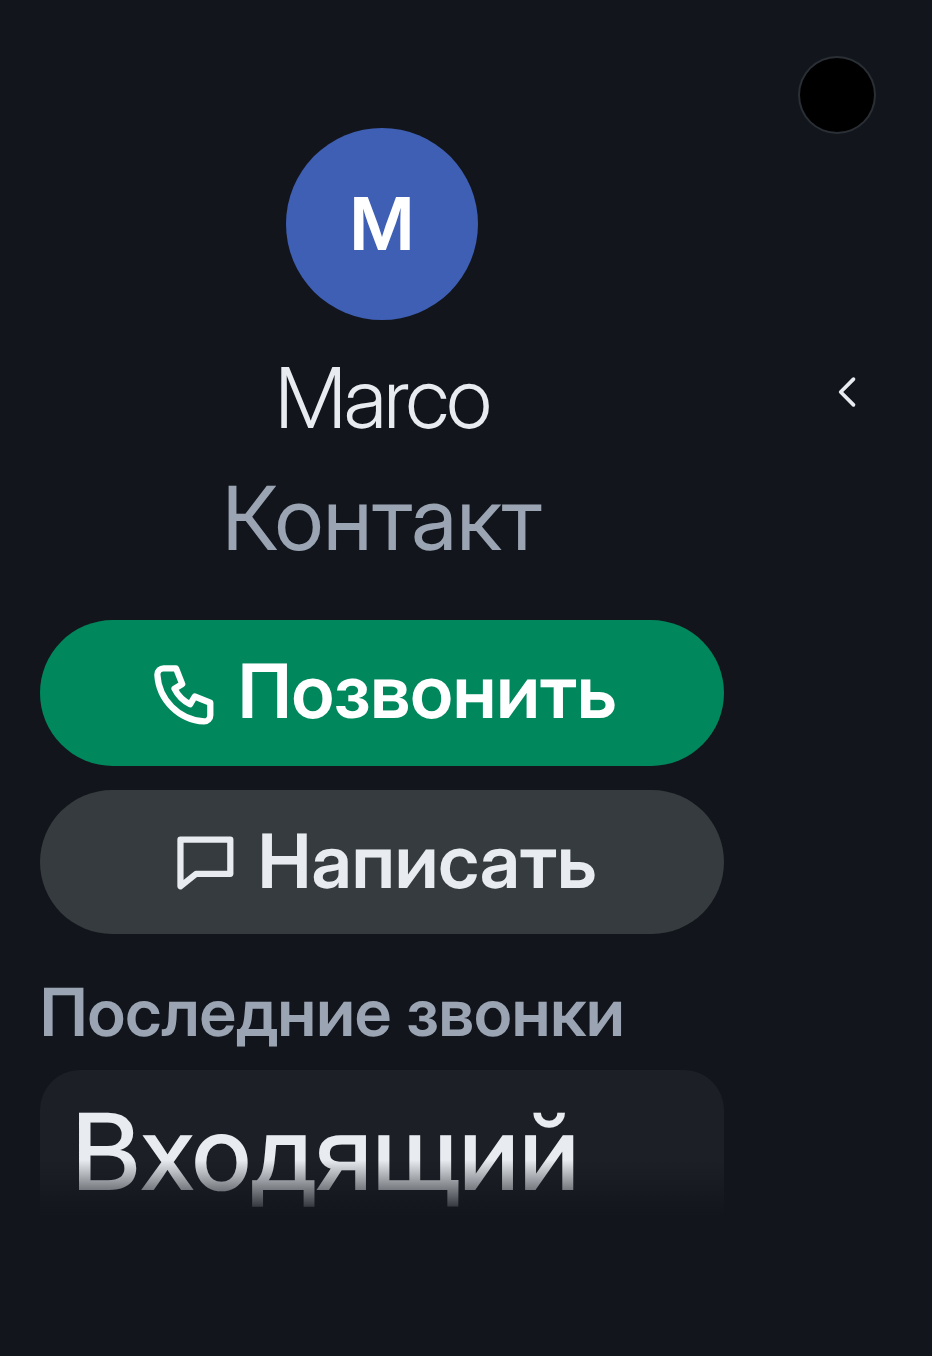 M
Marco
Контакт
Позвонить
Написать
Последние звонки
Входящий